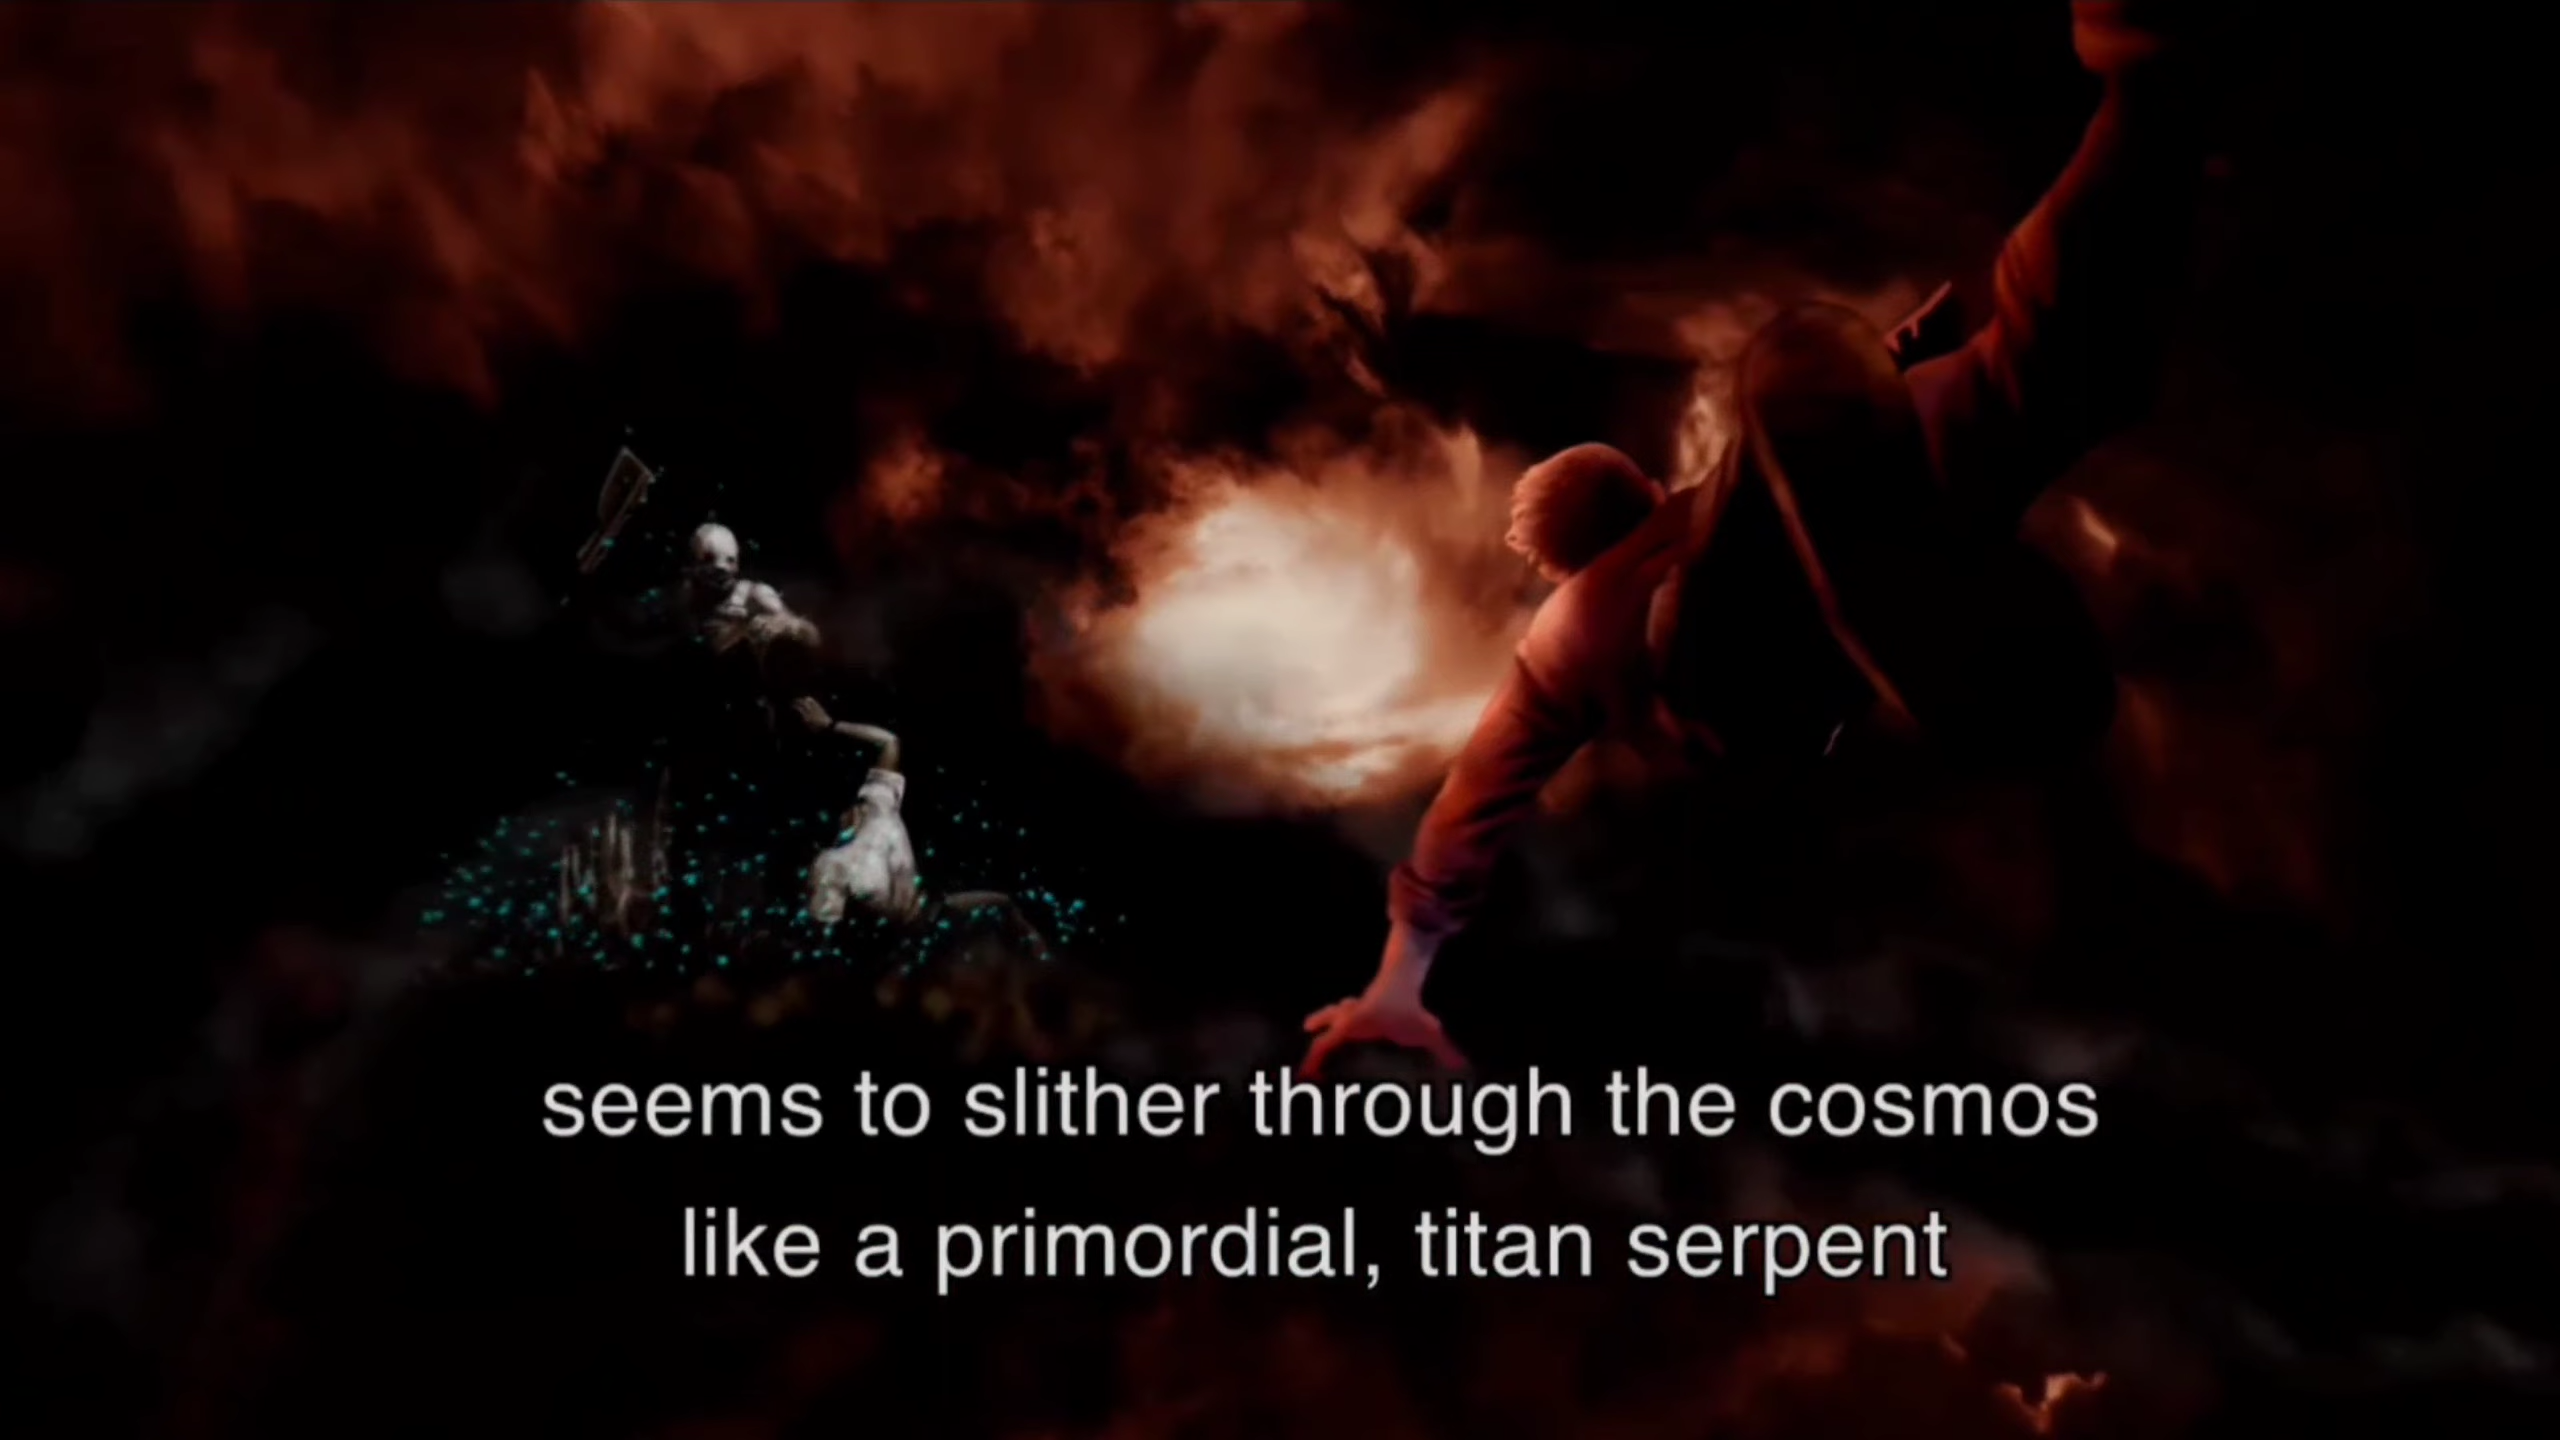 seems to slither through the cosmos
like a primordial, titan serpent